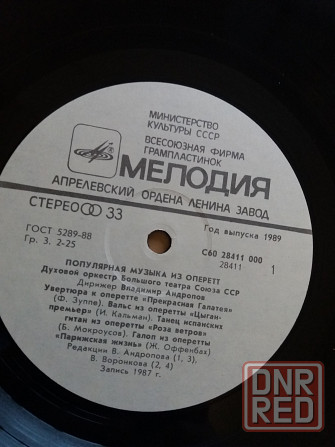 МИНИСТЕРСТВО
КУЛЬТУРЫ СССР
ВСЕСОЮЗНАЯ ФИРМА
ГРАМПЛАСТИНОК
МЕЛОДИЯ
АПРЕЛЕВСКИЙ ОРДЕНА ЛЕНИНА ЗАВОД
СТЕРЕО 33
Год выпуска 1989
ГОСТ 5289-88
Гр. 3. 2-25
С60 28411 000
28411
1
ПОПУЛЯРНАЯ МУЗЫКА ИЗ ОПЕРЕТТ
Духовой оркестр Большого театра Союза ССР
Дирижер Владимир Андропов
Увертюра к оперетте «Прекрасная Галатея»
(Ф. Зуппе). Вальс из оперетты «Цыган-
премьер» (И. Кальман). Танец испанских
гитан из оперетты «Роза ветров»
(Б. Мокроусов). Галоп из оперетты
«Парижская жизнь» (Ж. Оффенбах)
Редакции В. Андропова (1, 3),
В. Воронкова (2, 4)
Запись 1987 г.
DNR
RED